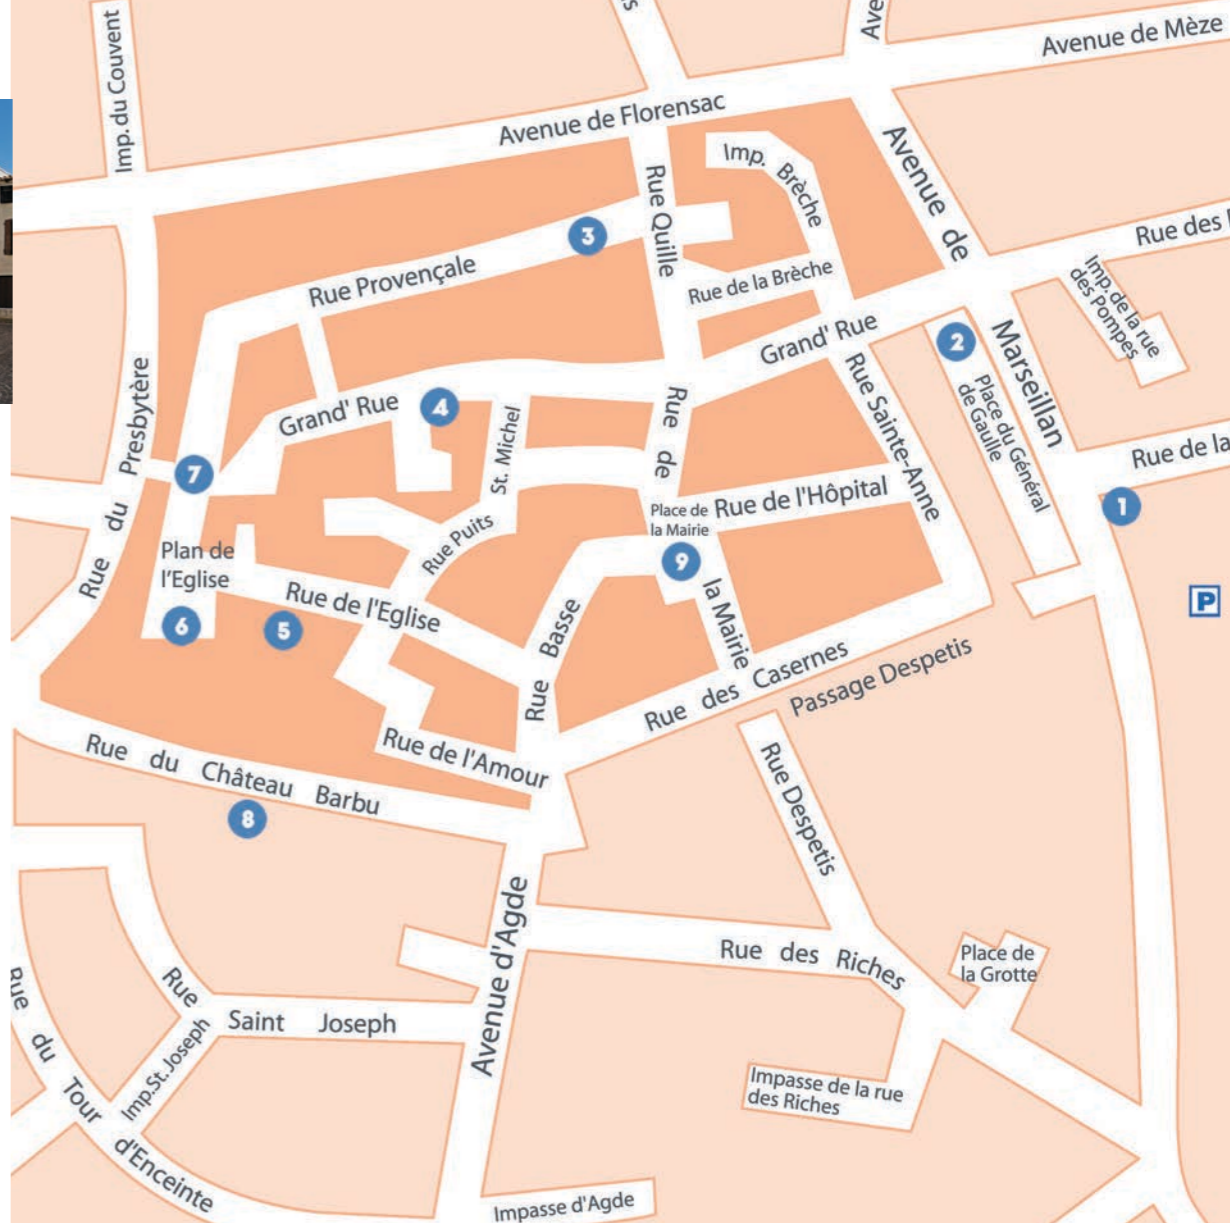 Imp. du Couvent
Avenue de Mèze
Avenue de Florensac
Imp. Brèche
Avenue de Marseillan
Rue Quille
3
Rue des
Rue Provençale
Rue de la Brèche
Imp. de la rue
des Pompes
Grand' Rue
2
Rue du Presbytère
Grand' Rue
4
St. Michel
Rue de la Mairie
Rue Sainte-Anne
Place du Général
de Gaulle
Rue de la
7
Place de
la Mairie
Rue de l'Hôpital
1
Rue Puits
Plan de
l'Eglise
9
Rue de l'Eglise
Rue Basse
P
6
5
Rue des Casernes
Passage Despetis
Rue de l'Amour
Rue du Château Barbu
8
Rue Despetis
Avenue d'Agde
Rue des Riches
Place de
la Grotte
Rue Saint Joseph
Imp. St. Joseph
Rue du Tour d'Enceinte
Impasse de la rue
des Riches
Impasse d'Agde